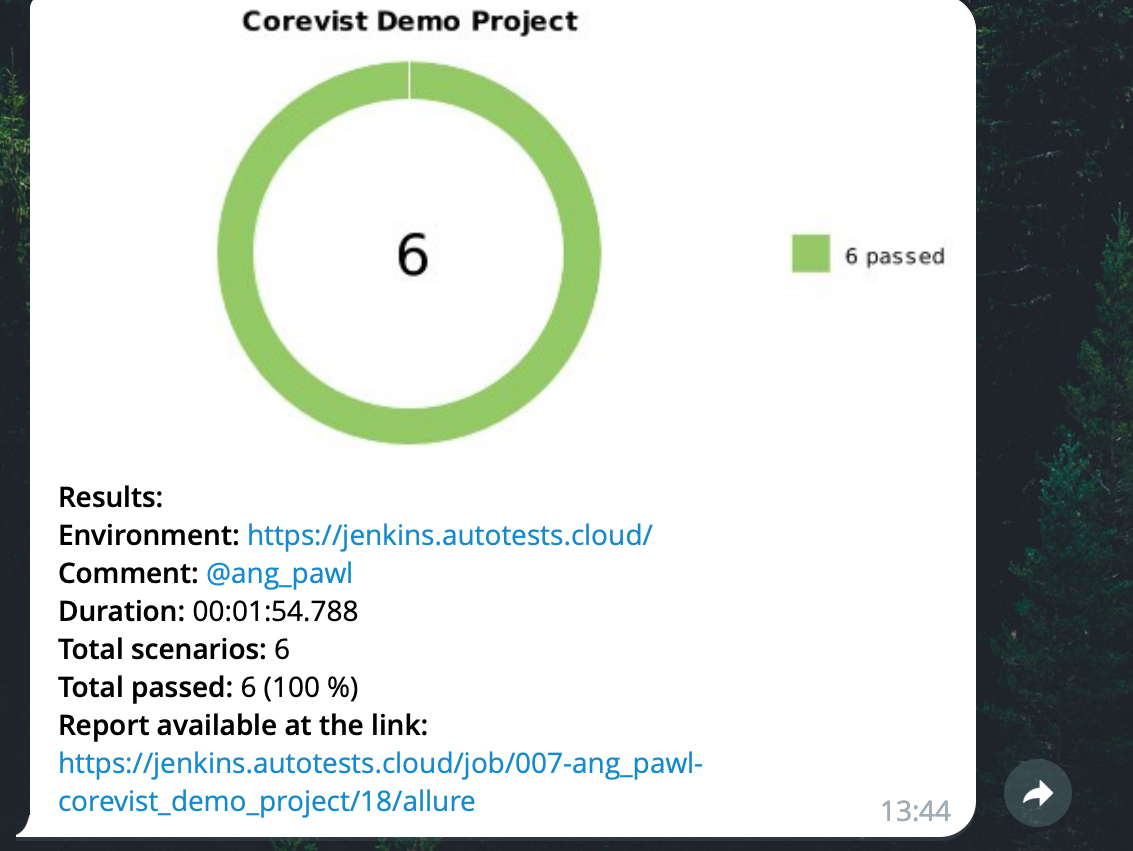 Corevist Demo Project
6
6 passed
Results:
Environment: https://jenkins.autotests.cloud/
Comment: @ang_pawl
Duration: 00:01:54.788
Total scenarios: 6
Total passed: 6 (100 %)
Report available at the link:
https://jenkins.autotests.cloud/job/007-ang_pawl-
corevist_demo_project/18/allure
13:44